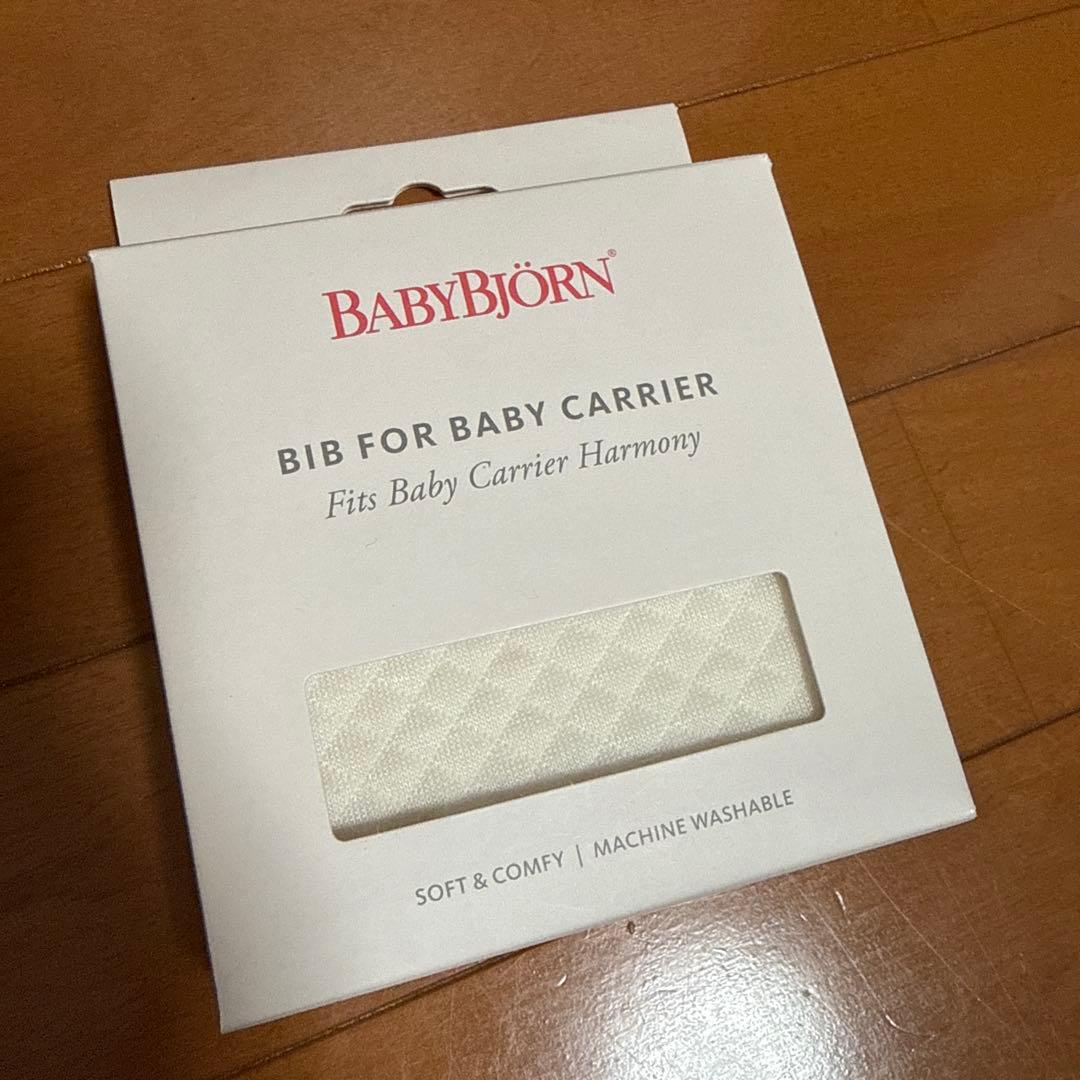 BABYBJÖRN®
BIB FOR BABY CARRIER
Fits Baby Carrier Harmony
SOFT & COMFY | MACHINE WASHABLE